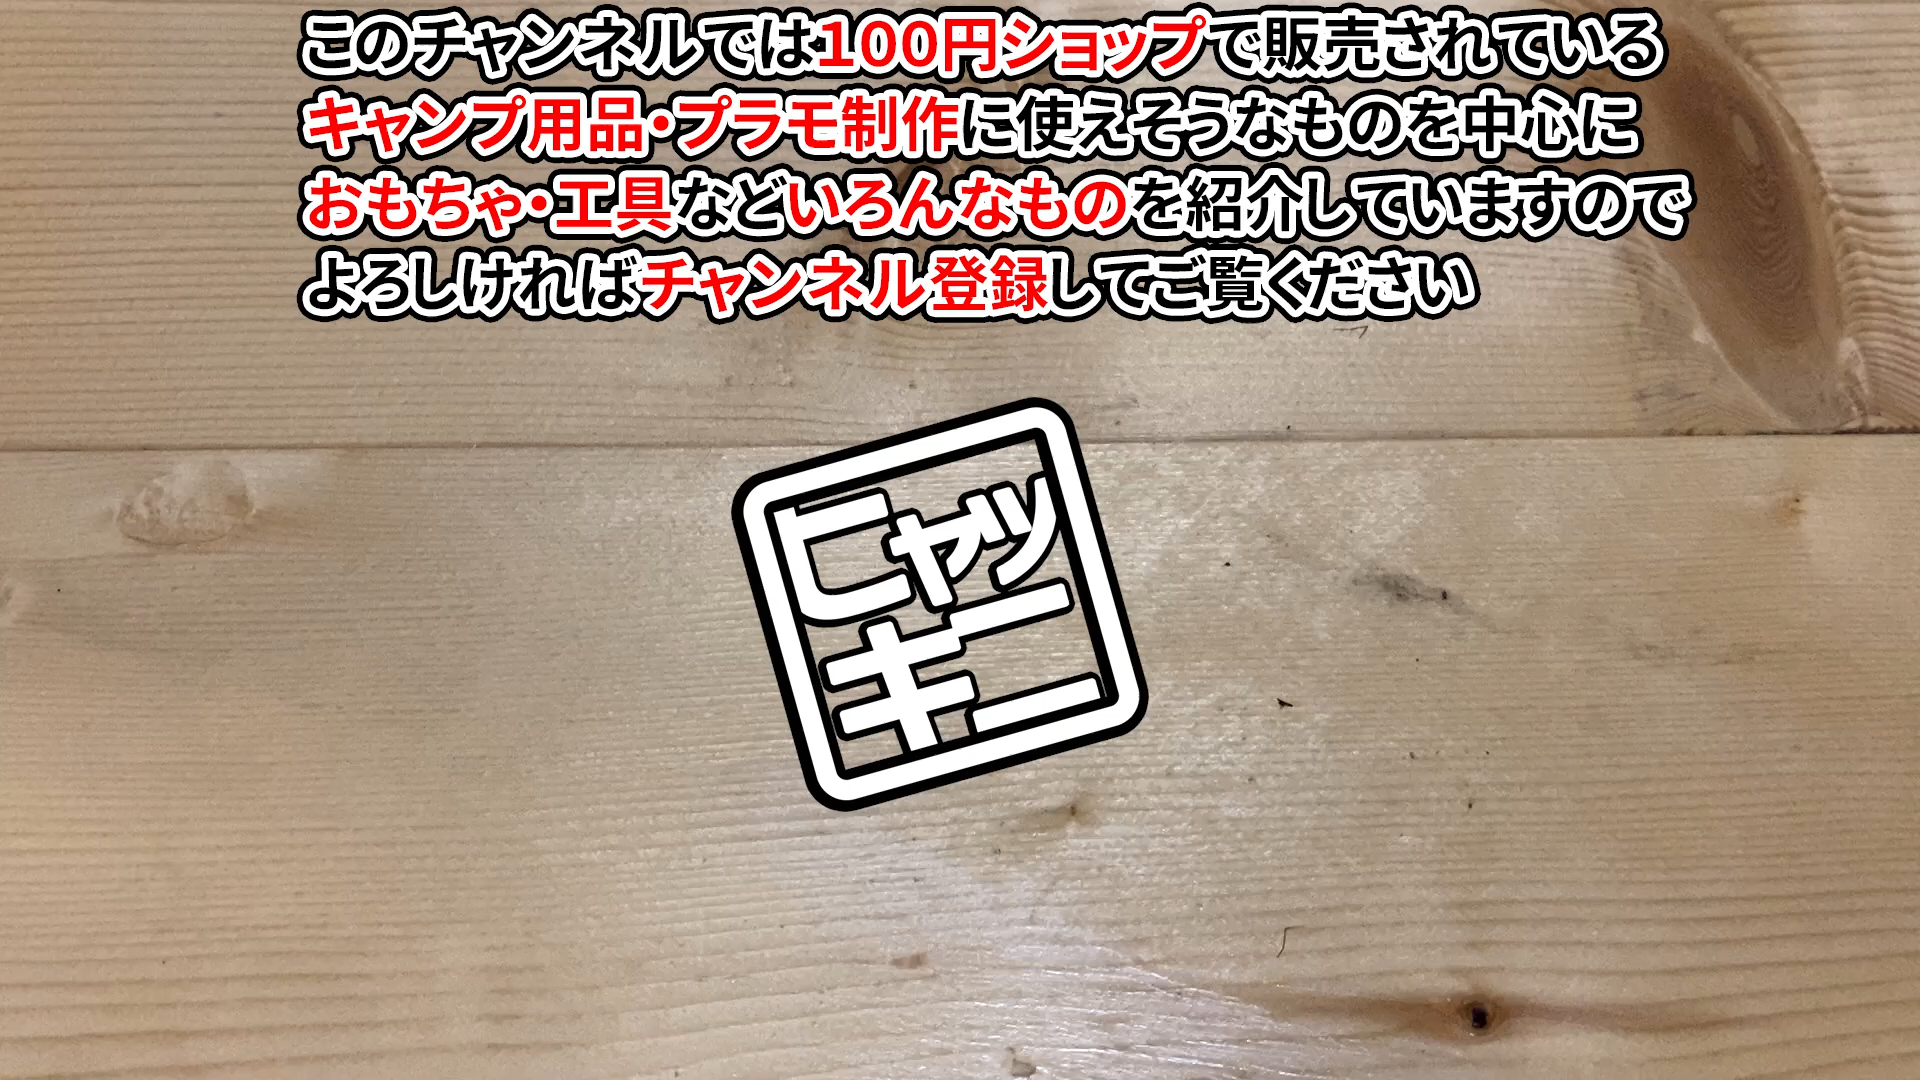 このチャンネルでは100円ショップで販売されている
キャンプ用品・プラモ制作に使えそうなものを中心に
おもちゃ・工具などいろんなものを紹介していますので
よろしければチャンネル登録してご覧ください
ヒャッ
キーニー